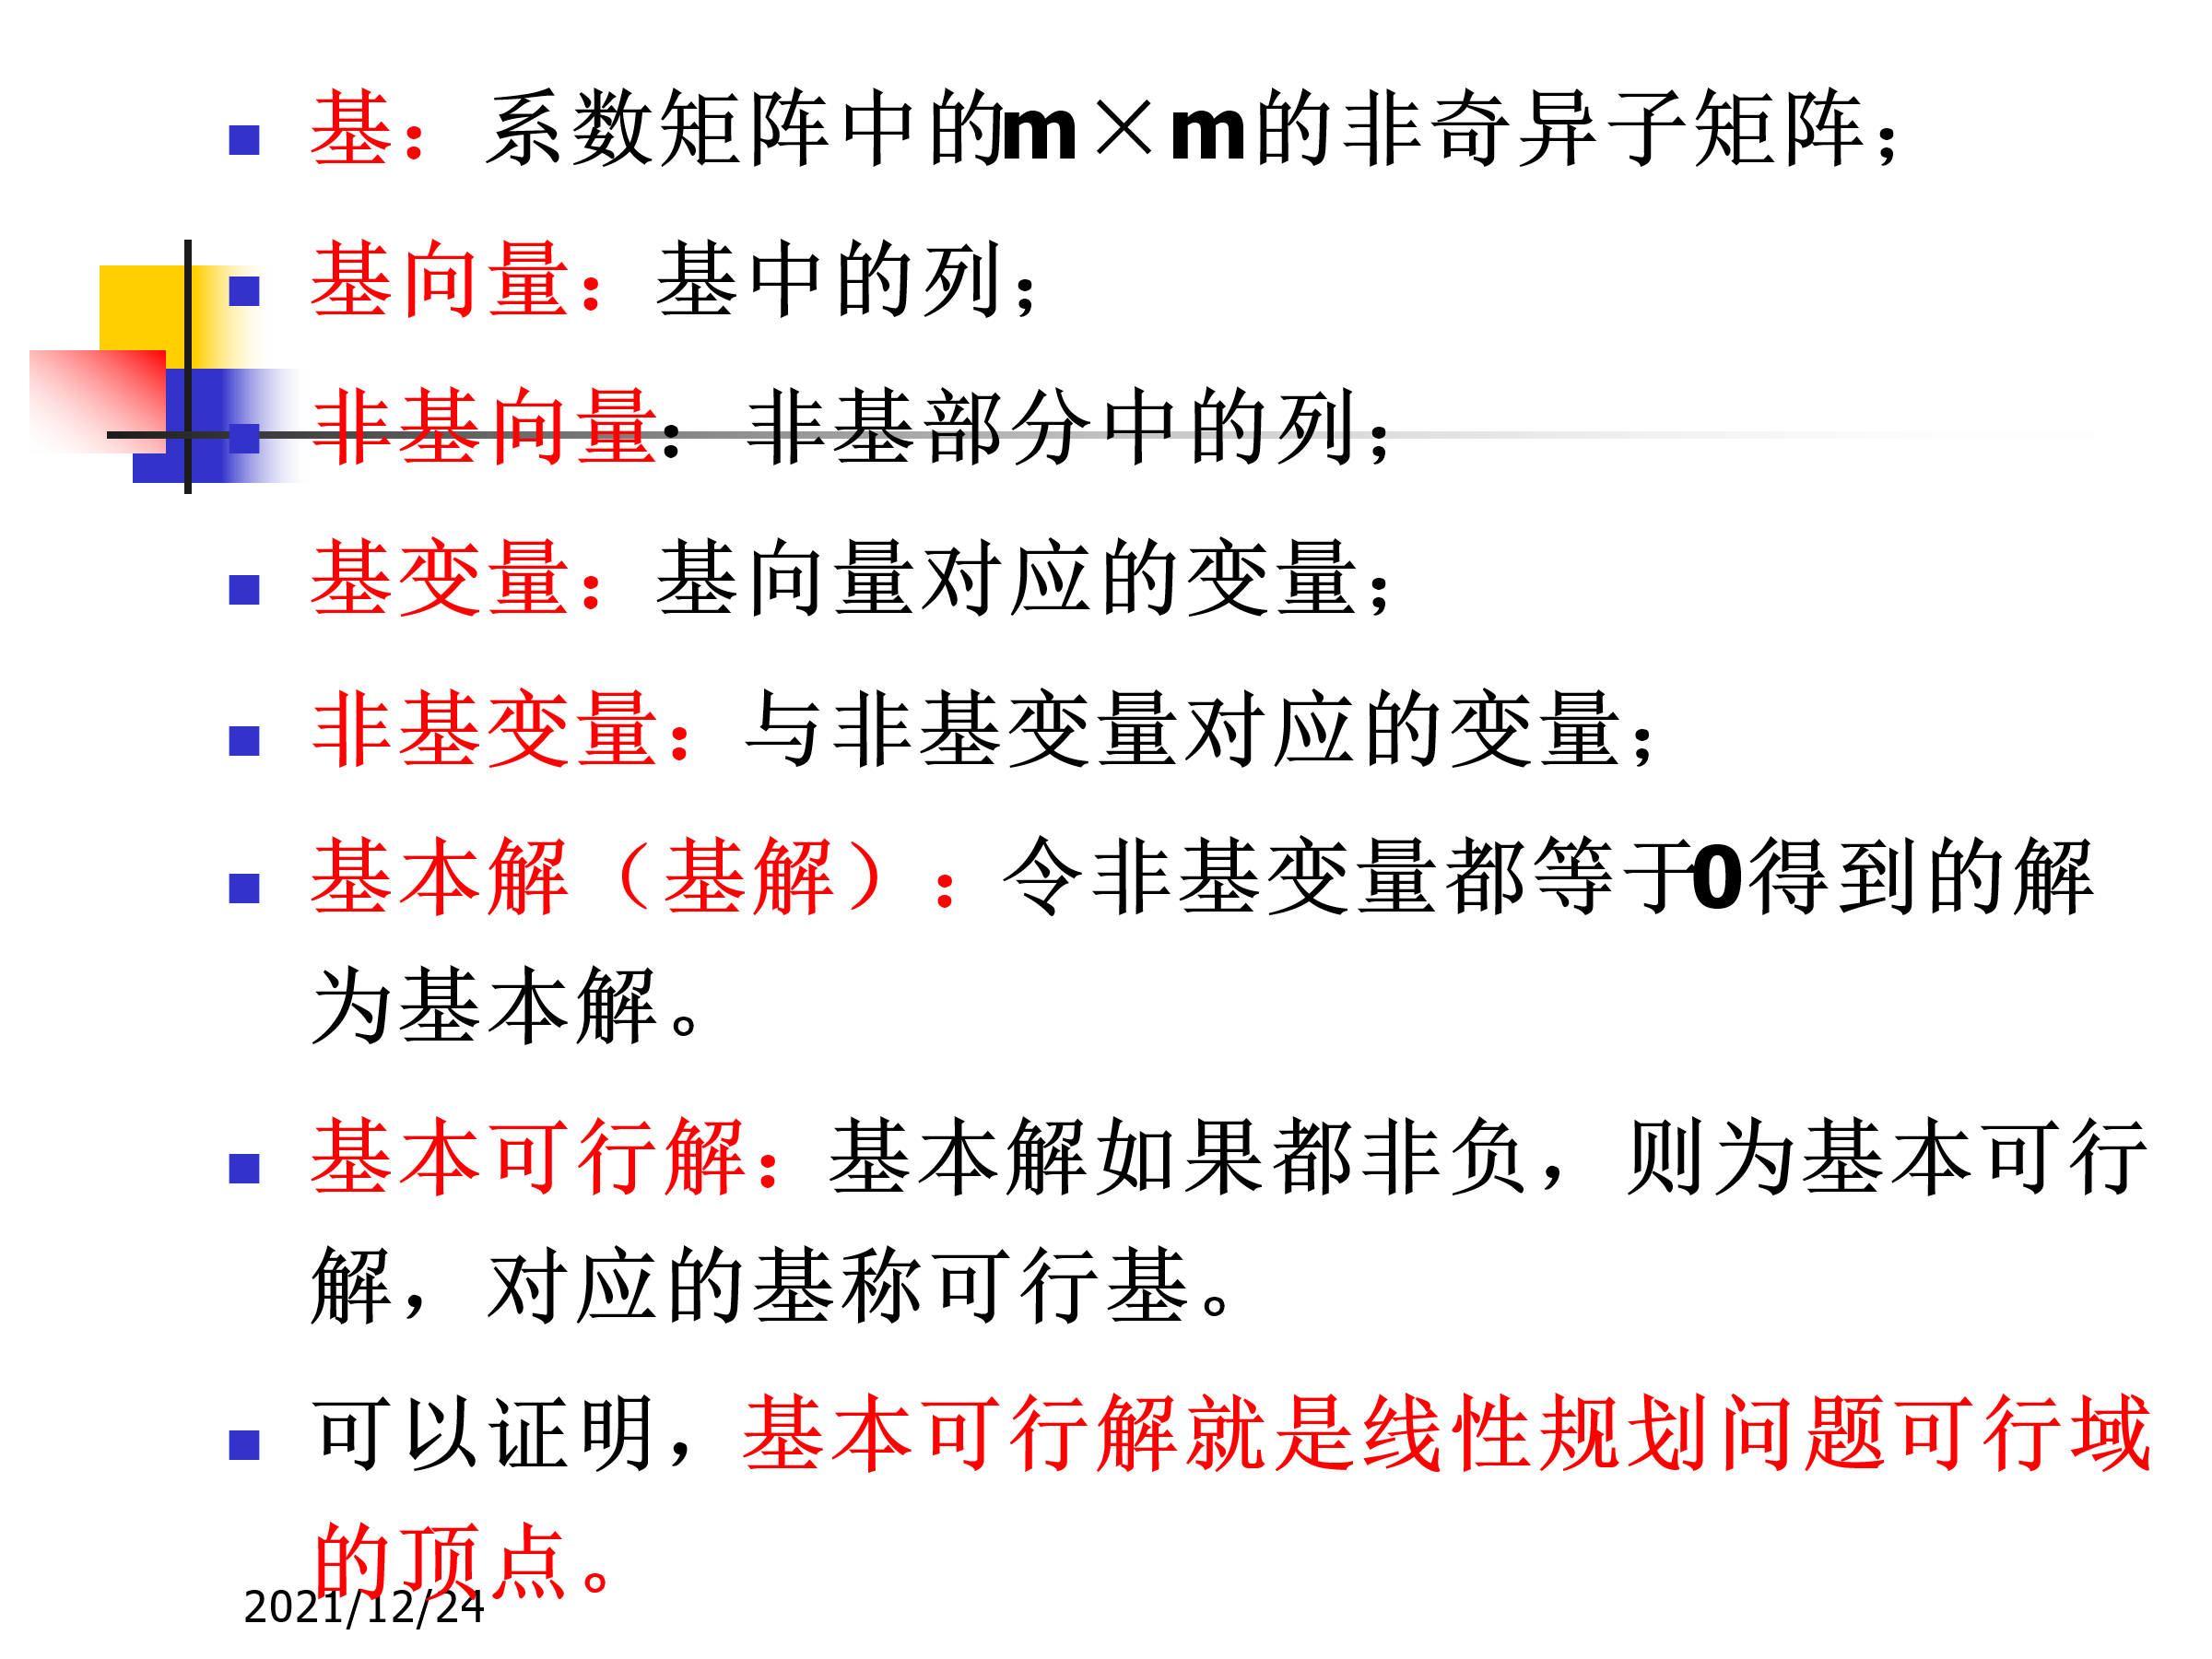 基：系数矩阵中的m×m的非奇异子矩阵；
基向量：基中的列；
非基向量：非基部分中的列；
基变量：基向量对应的变量；
非基变量：与非基变量对应的变量；
基本解（基解）：令非基变量都等于0得到的解
为基本解。
基本可行解：基本解如果都非负，则为基本可行
解，对应的基称可行基。
可以证明，基本可行解就是线性规划问题可行域
的顶点。
2021/12/24